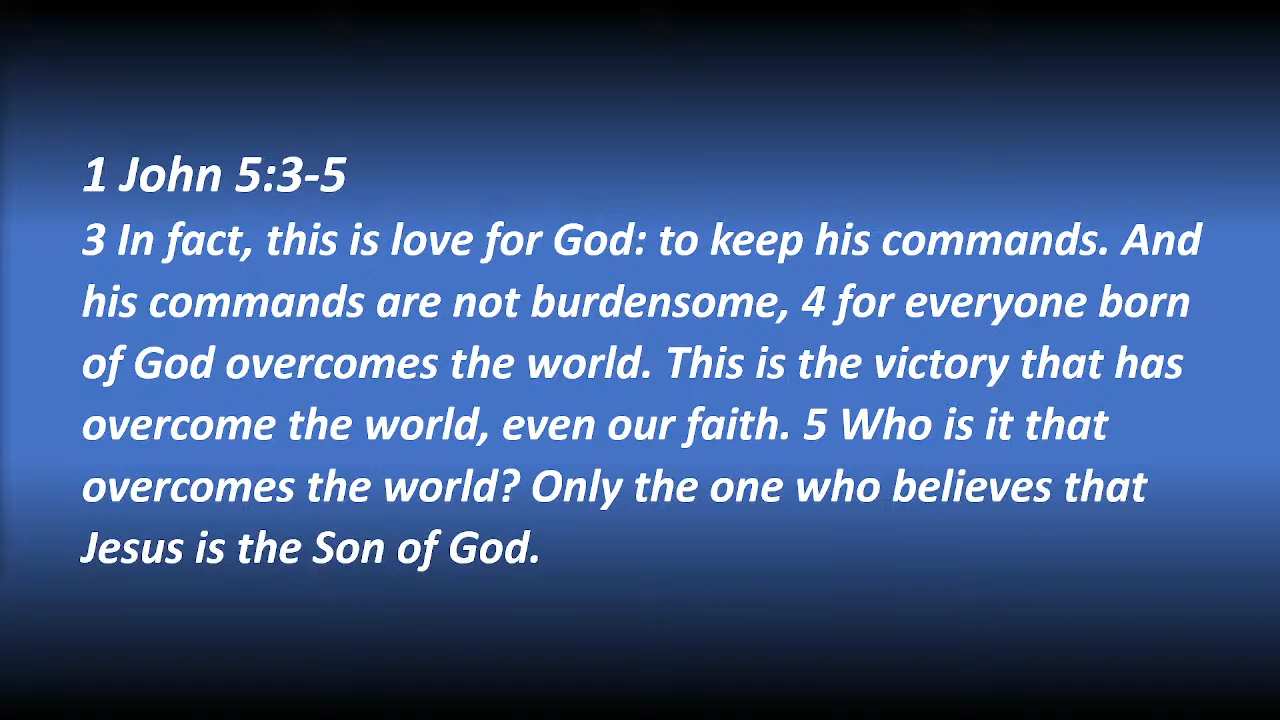 1 John 5:3-5
3 In fact, this is love for God: to keep his commands. And
his commands are not burdensome, 4 for everyone born
of God overcomes the world. This is the victory that has
overcome the world, even our faith. 5 Who is it that
overcomes the world? Only the one who believes that
Jesus is the Son of God.